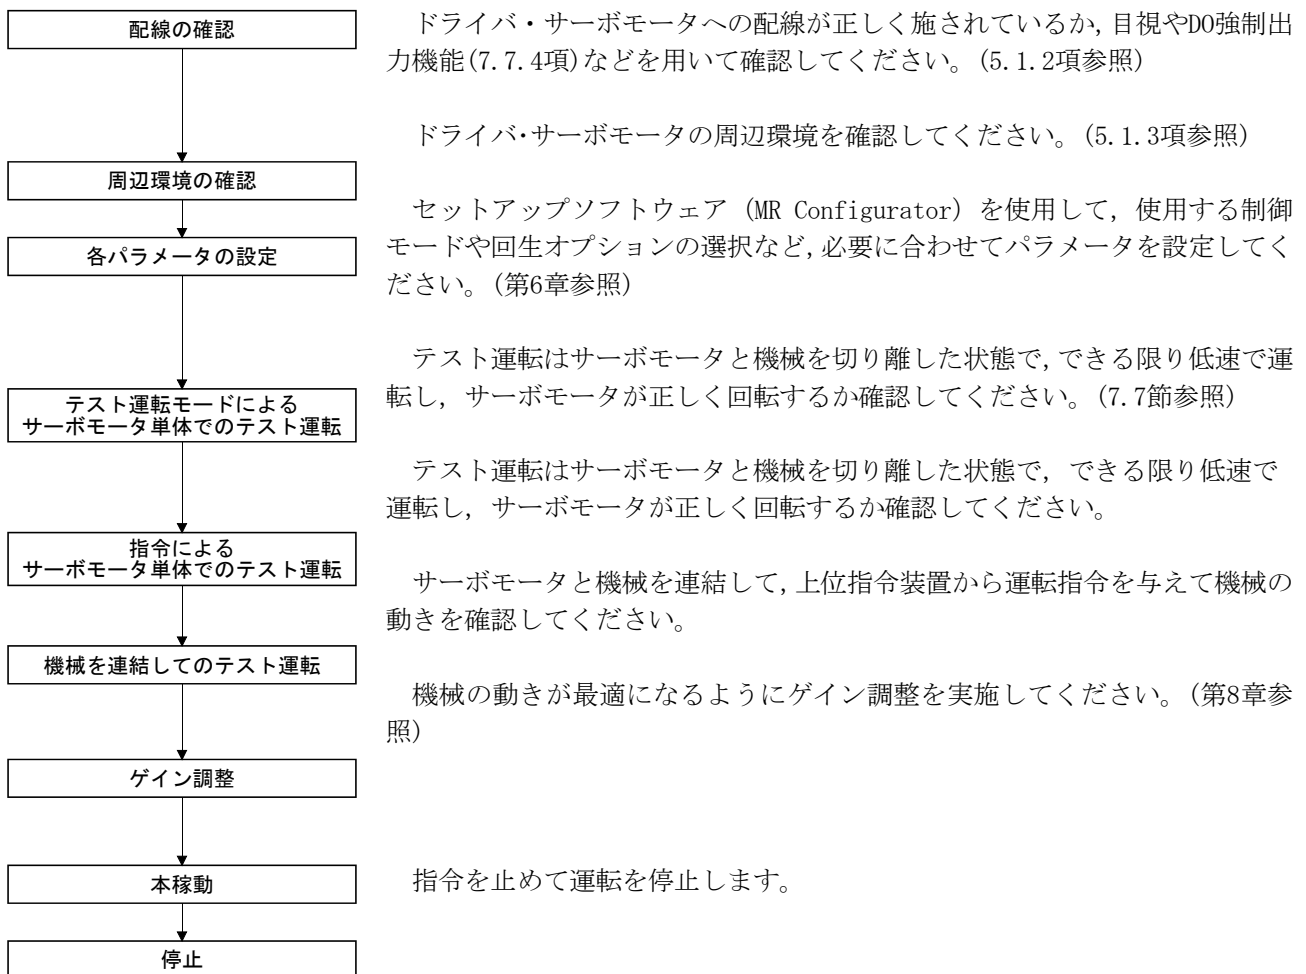 配線の確認
ドライバ・サーボモータへの配線が正しく施されているか,目視やDO強制出
力機能(7.7.4項)などを用いて確認してください。(5.1.2項参照)
ドライバ・サーボモータの周辺環境を確認してください。(5.1.3項参照)
周辺環境の確認
セットアップソフトウェア (MR Configurator) を使用して, 使用する制御
モードや回生オプションの選択など,必要に合わせてパラメータを設定してく
ださい。(第6章参照)
各パラメータの設定
テスト運転はサーボモータと機械を切り離した状態で,できる限り低速で運
転し, サーボモータが正しく回転するか確認してください。(7.7節参照)
テスト運転モードによる
サーボモータ単体でのテスト運転
テスト運転はサーボモータと機械を切り離した状態で, できる限り低速で
運転し, サーボモータが正しく回転するか確認してください。
指令による
サーボモータ単体でのテスト運転
サーボモータと機械を連結して,上位指令装置から運転指令を与えて機械の
動きを確認してください。
機械を連結してのテスト運転
機械の動きが最適になるようにゲイン調整を実施してください。(第8章参
照)
ゲイン調整
本稼動
指令を止めて運転を停止します。
停止